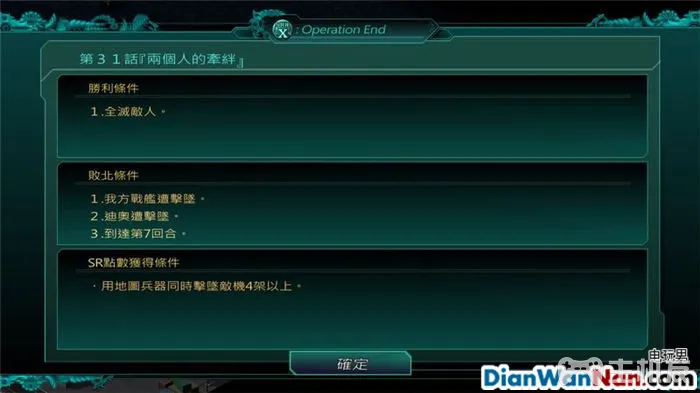 X : Operation End
第３１話『兩個人的牽絆』
勝利條件
１.全滅敵人。
敗北條件
１.我方戰艦遭擊墜。
２.迪奧遭擊墜。
３.到達第7回合。
SR點數獲得條件
．用地圖兵器同時擊墜敵機4架以上。
確定
电玩男
DianWanNan.com